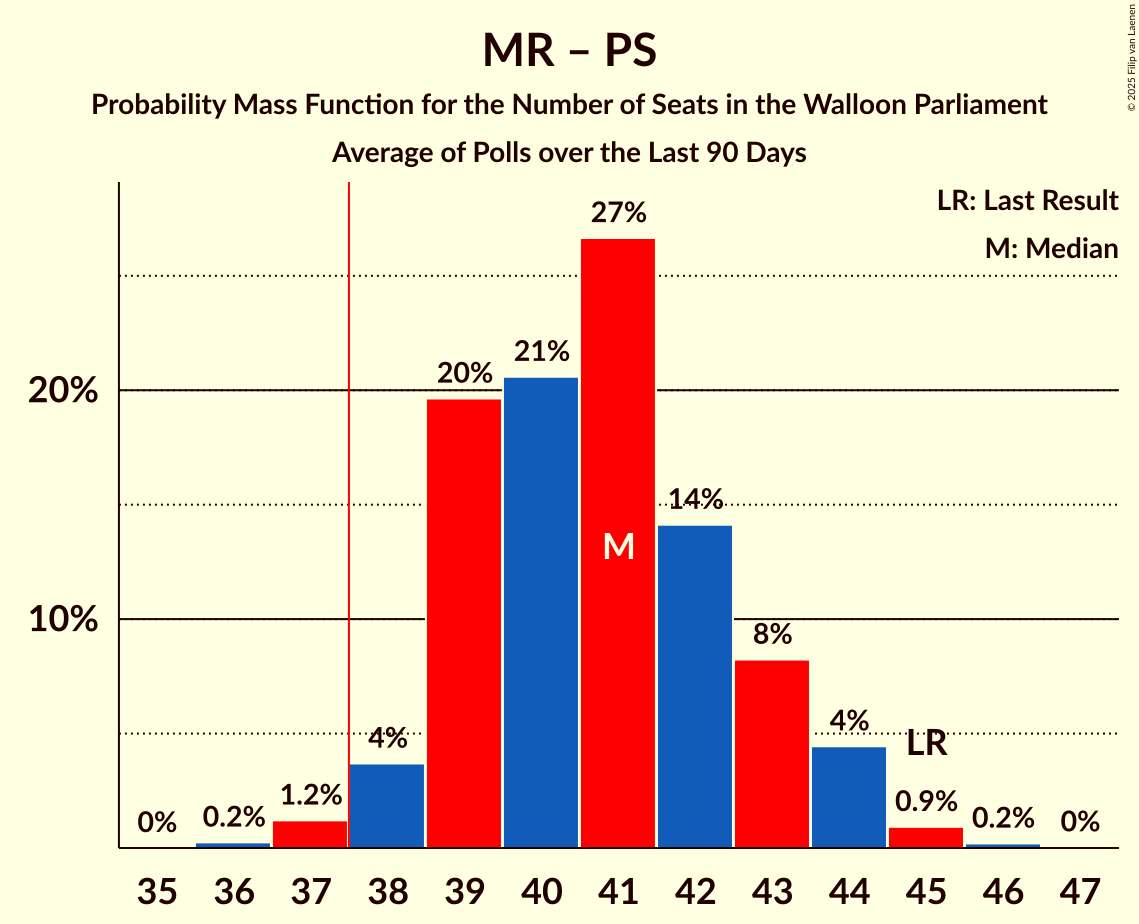 MR – PS
Probability Mass Function for the Number of Seats in the Walloon Parliament
Average of Polls over the Last 90 Days
© 2025 Filip van Laenen
LR: Last Result
M: Median
27%
21%
20%
20%
14%
M
10%
8%
4%
4%
LR
1.2%
0.9%
0%
0.2%
0.2%
0%
35 36 37 38 39 40 41 42 43 44 45 46 47